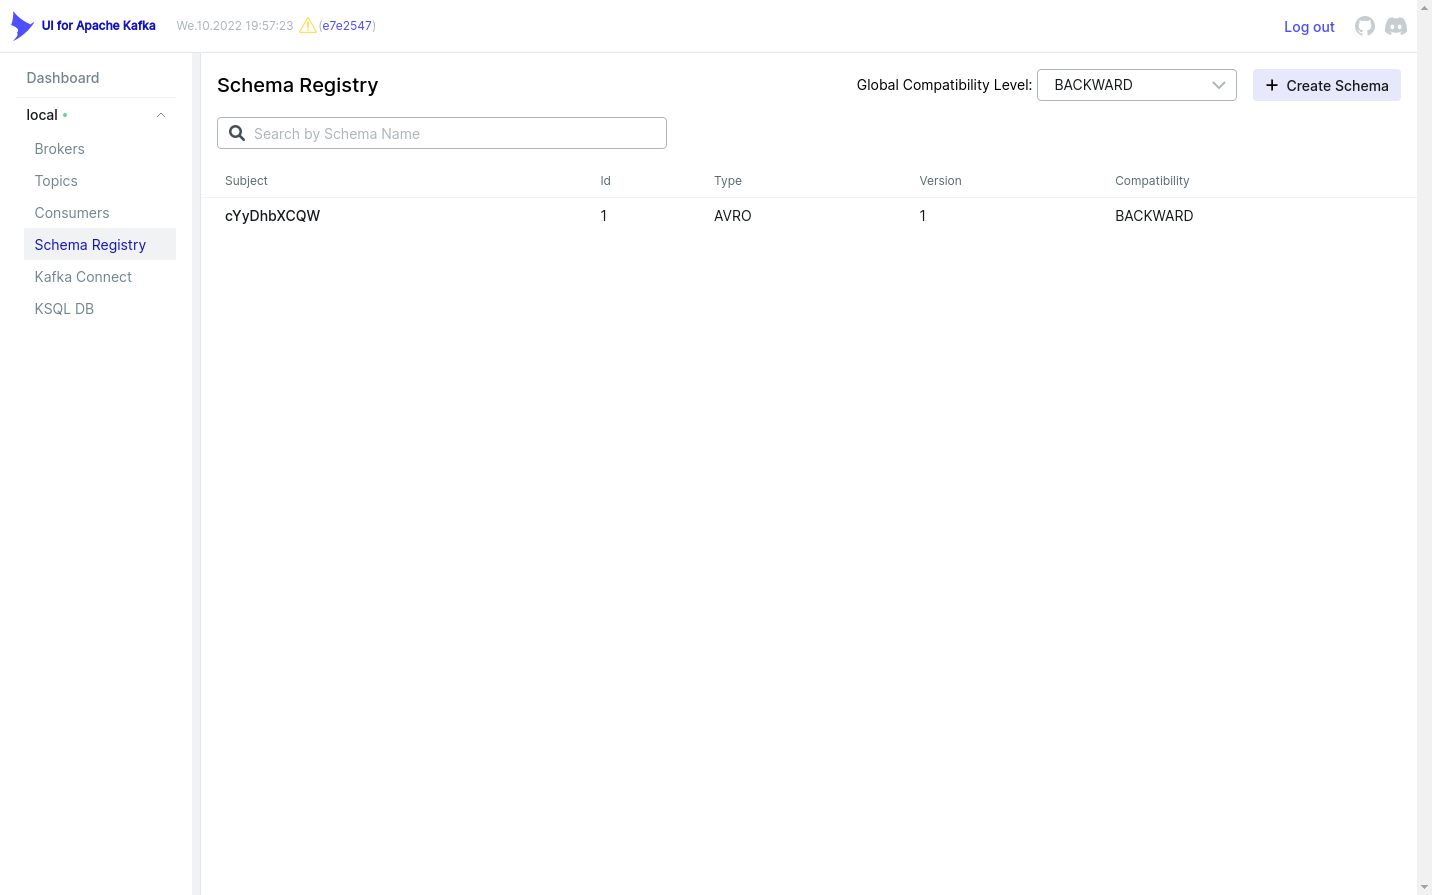 UI for Apache Kafka We.10.2022 19:57:23 (e7e2547) Log out
Dashboard
local
Brokers
Topics
Consumers
Schema Registry
Kafka Connect
KSQL DB
Schema Registry Global Compatibility Level: BACKWARD Create Schema
Search by Schema Name
Subject Id Type Version Compatibility
cYyDhbXCQW 1 AVRO 1 BACKWARD